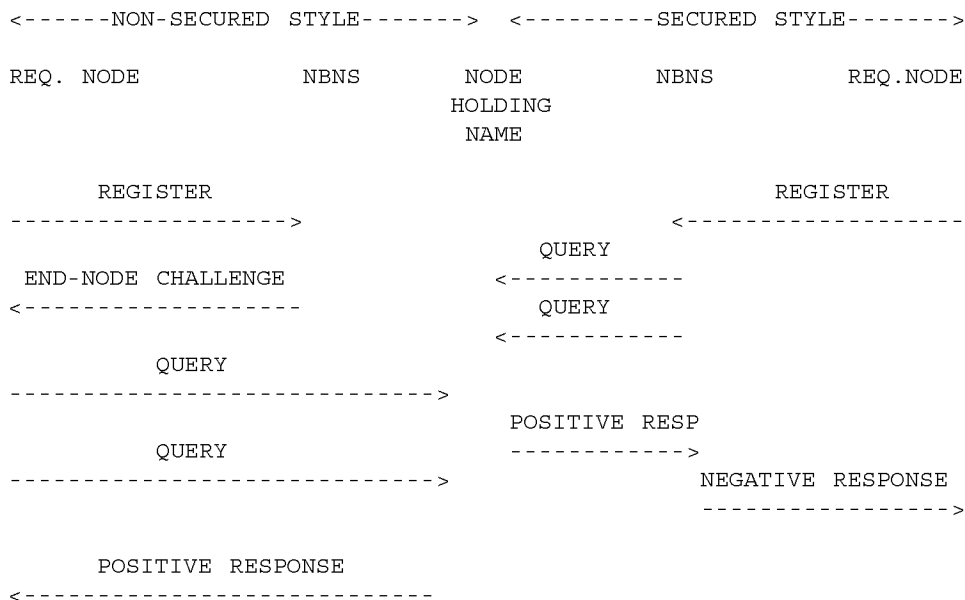 <------NON-SECURED STYLE-------> <---------SECURED STYLE------->
REQ. NODE NBNS NODE NBNS REQ.NODE
HOLDING
NAME
REGISTER REGISTER
-------------------> <-------------------
QUERY
END-NODE CHALLENGE <------------
<------------------- QUERY
<------------
QUERY
----------------------------->
POSITIVE RESP
QUERY ------------>
-----------------------------> NEGATIVE RESPONSE
----------------->
POSITIVE RESPONSE
<----------------------------